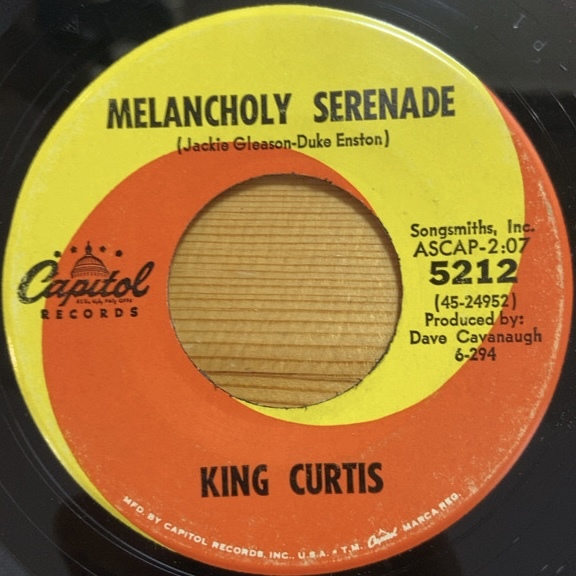 MELANCHOLY SERENADE
(Jackie Gleason-Duke Enston)
Songsmiths, Inc.
ASCAP-2:07
5212
(45-24952)
Produced by:
Dave Cavanaugh
6-294
Capitol
RECORDS
KING CURTIS
MFD. BY CAPITOL RECORDS, INC., U.S.A. • T.M. Capitol MARCA REG.